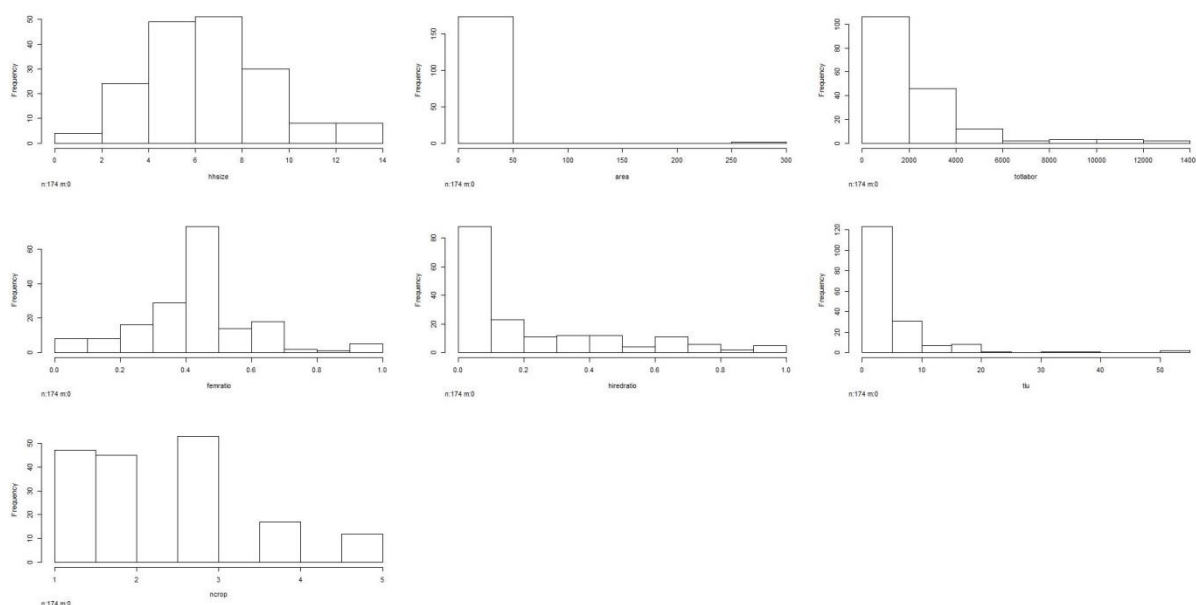 Frequency
0 10 20 30 40 50
0 2 4 6 8 10 12 14
hhsize
n:174 m:0
Frequency
0 50 100 150
0 50 100 150 200 250 300
area
n:174 m:0
Frequency
0 20 40 60 80 100
0 2000 4000 6000 8000 10000 12000 1400
totlabor
n:174 m:0
Frequency
0 20 40 60
0.0 0.2 0.4 0.6 0.8 1.0
femratio
n:174 m:0
Frequency
0 20 40 60 80
0.0 0.2 0.4 0.6 0.8 1.0
hiredratio
n:174 m:0
Frequency
0 20 40 60 80 100 120
0 10 20 30 40 50
tlu
n:174 m:0
Frequency
0 10 20 30 40 50
1 2 3 4 5
ncrop
n:174 m:0